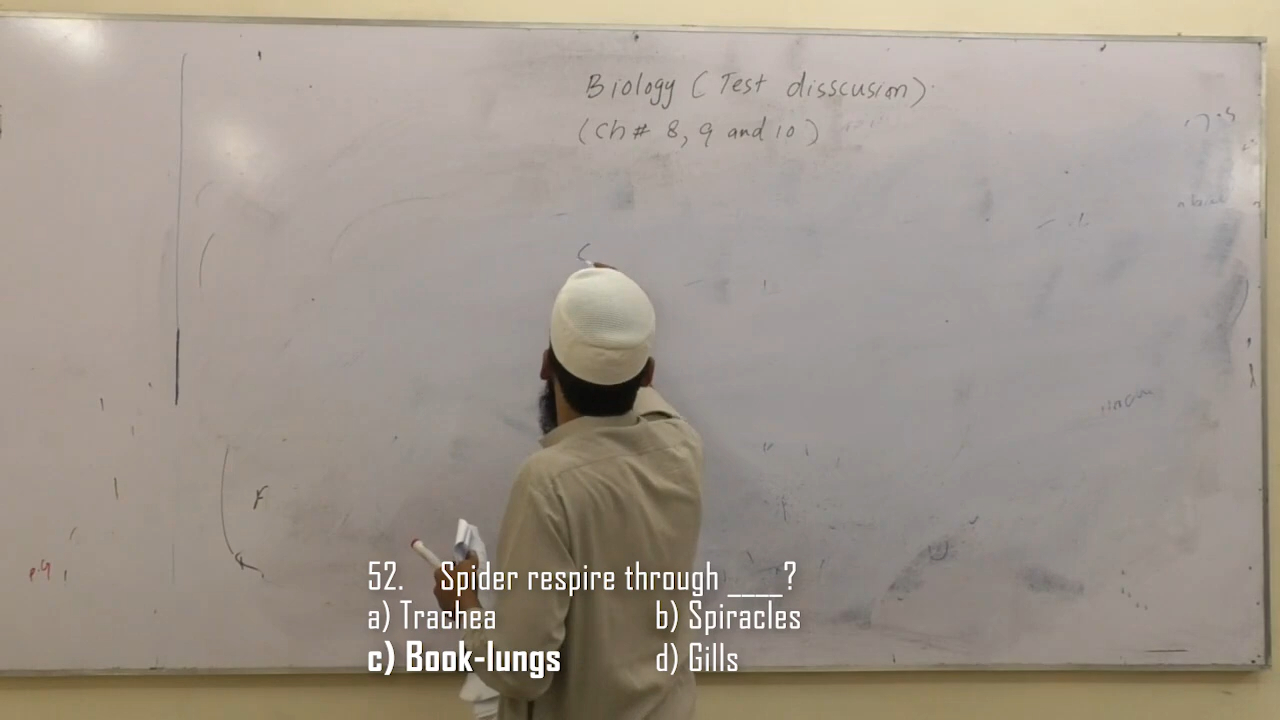 Biology (Test disscusion)
(Ch# 8, 9 and 10)
52. Spider respire through ____?
a) Trachea b) Spiracles
c) Book-lungs d) Gills